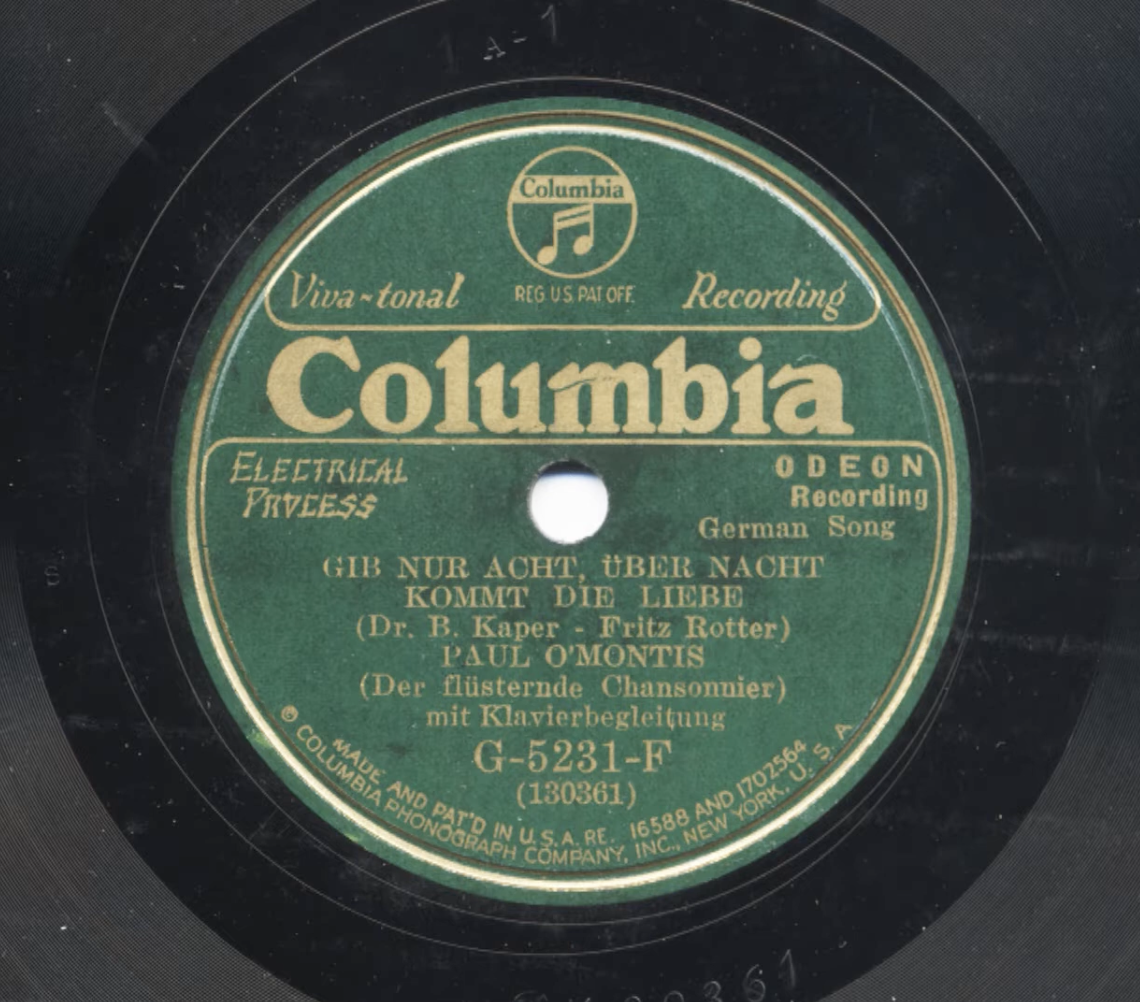 A-1
Columbia
Viva-tonal REG. U.S. PAT. OFF. Recording
Columbia
ELECTRICAL PROCESS
ODEON
Recording
German Song
GIB NUR ACHT, ÜBER NACHT
KOMMT DIE LIEBE
(Dr. B. Kaper - Fritz Rotter)
PAUL O'MONTIS
(Der flüsternde Chansonnier)
mit Klavierbegleitung
G-5231-F
(130361)
MADE AND PAT'D IN U.S.A. RE. 16588 AND 1702564
℗ COLUMBIA PHONOGRAPH COMPANY, INC., NEW YORK, U.S.A
S